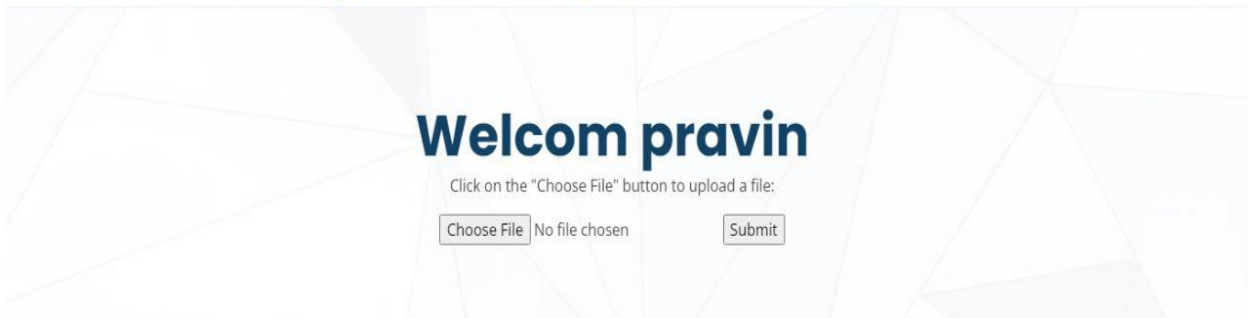 Welcom pravin
Click on the "Choose File" button to upload a file:
Choose File No file chosen Submit